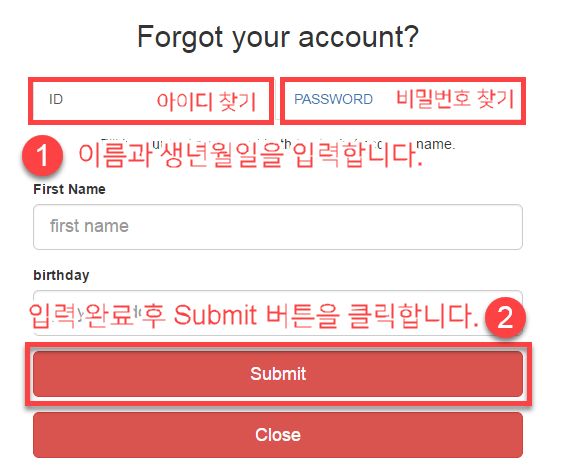 Forgot your account?
ID 아이디 찾기 PASSWORD 비밀번호 찾기
name.
1 이름과 생년월일을 입력합니다.
First Name
first name
birthday
입력 완료 후 Submit 버튼을 클릭합니다. 2
Submit
Close